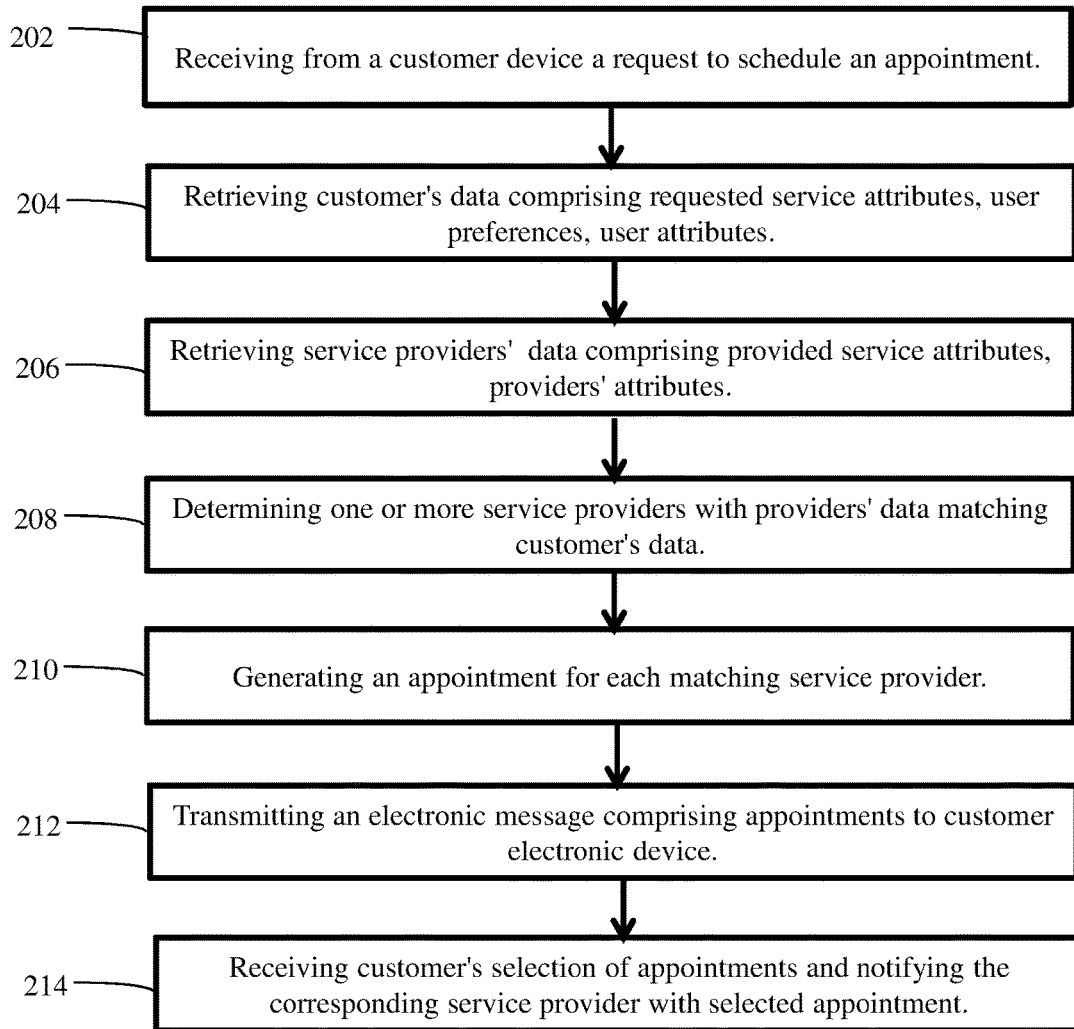 202
Receiving from a customer device a request to schedule an appointment.
204
Retrieving customer's data comprising requested service attributes, user
preferences, user attributes.
206
Retrieving service providers' data comprising provided service attributes,
providers' attributes.
208
Determining one or more service providers with providers' data matching
customer's data.
210
Generating an appointment for each matching service provider.
212
Transmitting an electronic message comprising appointments to customer
electronic device.
214
Receiving customer's selection of appointments and notifying the
corresponding service provider with selected appointment.